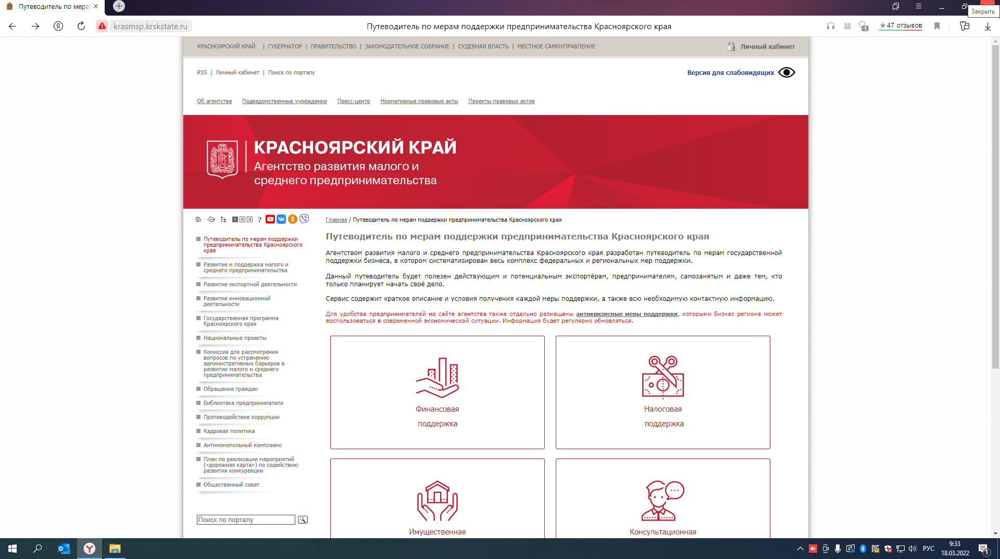 Путеводитель по мера
Закрыть
krasmsp.krskstate.ru
Путеводитель по мерам поддержки предпринимательства Красноярского края
1
★ 47 отзывов
КРАСНОЯРСКИЙ КРАЙ | ГУБЕРНАТОР | ПРАВИТЕЛЬСТВО | ЗАКОНОДАТЕЛЬНОЕ СОБРАНИЕ | СУДЕБНАЯ ВЛАСТЬ | МЕСТНОЕ САМОУПРАВЛЕНИЕ
Личный кабинет
RSS | Личный кабинет | Поиск по порталу
Версия для слабовидящих
Об агентстве Подведомственные учреждения Пресс-центр Нормативные правовые акты Проекты правовых актов
КРАСНОЯРСКИЙ КРАЙ
Агентство развития малого и
среднего предпринимательства
1 2 3 ?
Путеводитель по мерам поддержки
предпринимательства Красноярского
края
Развитие и поддержка малого и
среднего предпринимательства
Развитие экспортной деятельности
Развитие инновационной
деятельности
Государственная программа
Красноярского края
Национальные проекты
Комиссия для рассмотрения
вопросов по устранению
административных барьеров в
развитии малого и среднего
предпринимательства
Обращения граждан
Библиотека предпринимателя
Противодействие коррупции
Кадровая политика
Антимонопольный комплаенс
План по реализации мероприятий
(«дорожная карта») по содействию
развития конкуренции
Общественный совет
Поиск по порталу
Главная / Путеводитель по мерам поддержки предпринимательства Красноярского края
Путеводитель по мерам поддержки предпринимательства Красноярского края
Агентством развития малого и среднего предпринимательства Красноярского края разработан путеводитель по мерам государственной
поддержки бизнеса, в котором систематизирован весь комплекс федеральных и региональных мер поддержки.
Данный путеводитель будет полезен действующим и потенциальным экспортёрам, предпринимателям, самозанятым и даже тем, кто
только планирует начать своё дело.
Сервис содержит краткое описание и условия получения каждой меры поддержки, а также всю необходимую контактную информацию.
Для удобства предпринимателей на сайте агентства также отдельно размещены антикризисные меры поддержки, которыми бизнес региона может
воспользоваться в современной экономической ситуации. Информация будет регулярно обновляться.
Финансовая
поддержка
Налоговая
поддержка
Имущественная
Консультационная
РУС
9:33
18.03.2022
1